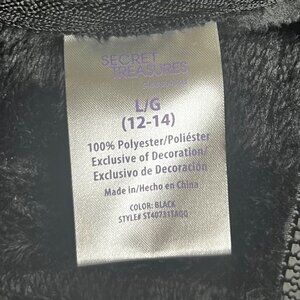 SECRET
TREASURES
L/G
(12-14)
100% Polyester/Poliéster
Exclusive of Decoration/
Exclusivo de Decoración
Made in/Hecho en China
COLOR: BLACK